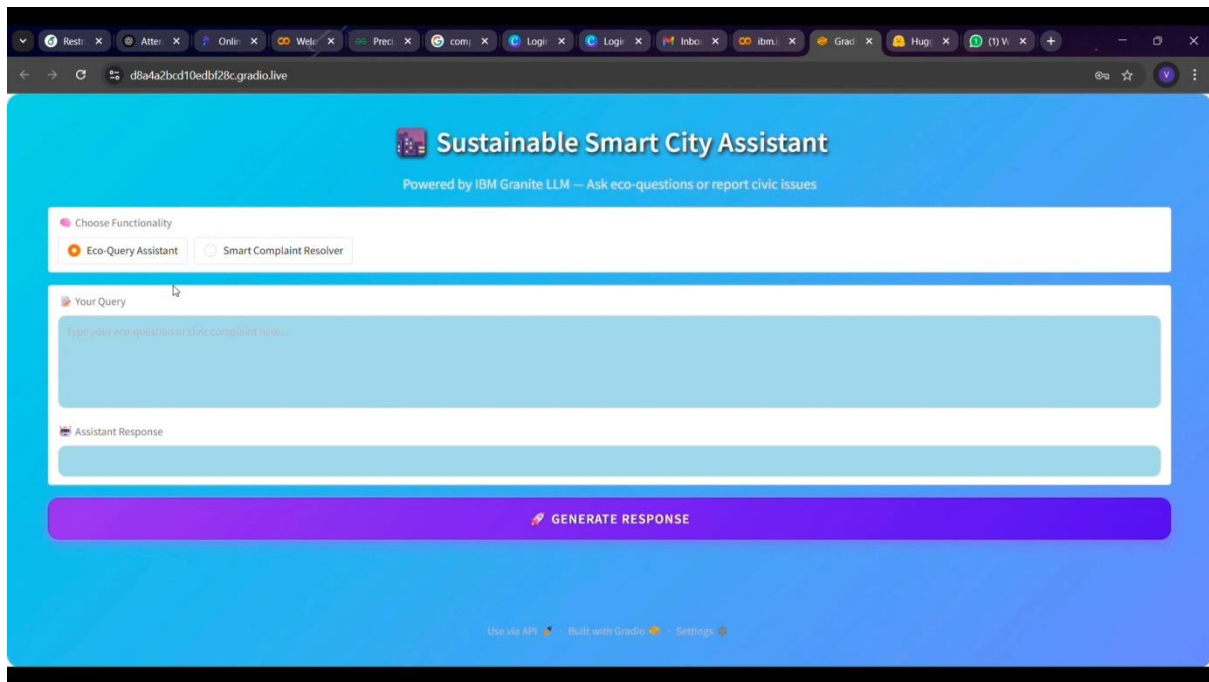 Restr
Atten
Onlin
Welc
Preci
com
Login
Login
Inbo
ibm.i
Grad
Hugg
(1) W
d8a4a2bcd10edbf28c.gradio.live
V
Sustainable Smart City Assistant
Powered by IBM Granite LLM — Ask eco-questions or report civic issues
Choose Functionality
Eco-Query Assistant Smart Complaint Resolver
Your Query
Type your eco-question or civic complaint here...
Assistant Response
GENERATE RESPONSE
Use via API · Built with Gradio · Settings